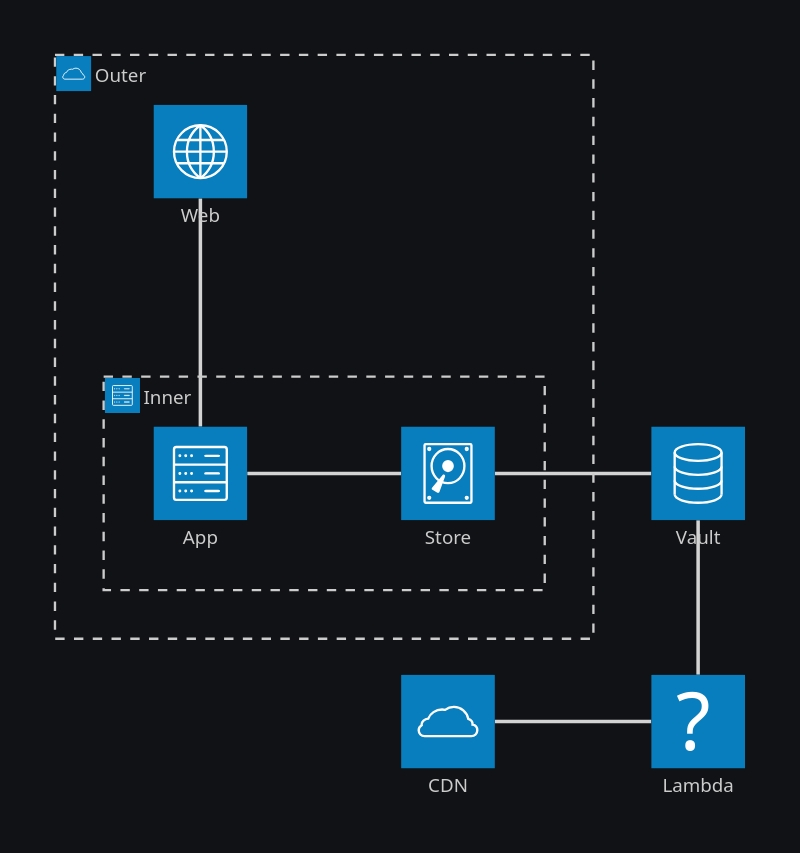 Outer
Web
Inner
App
Store
Vault
?
CDN
Lambda